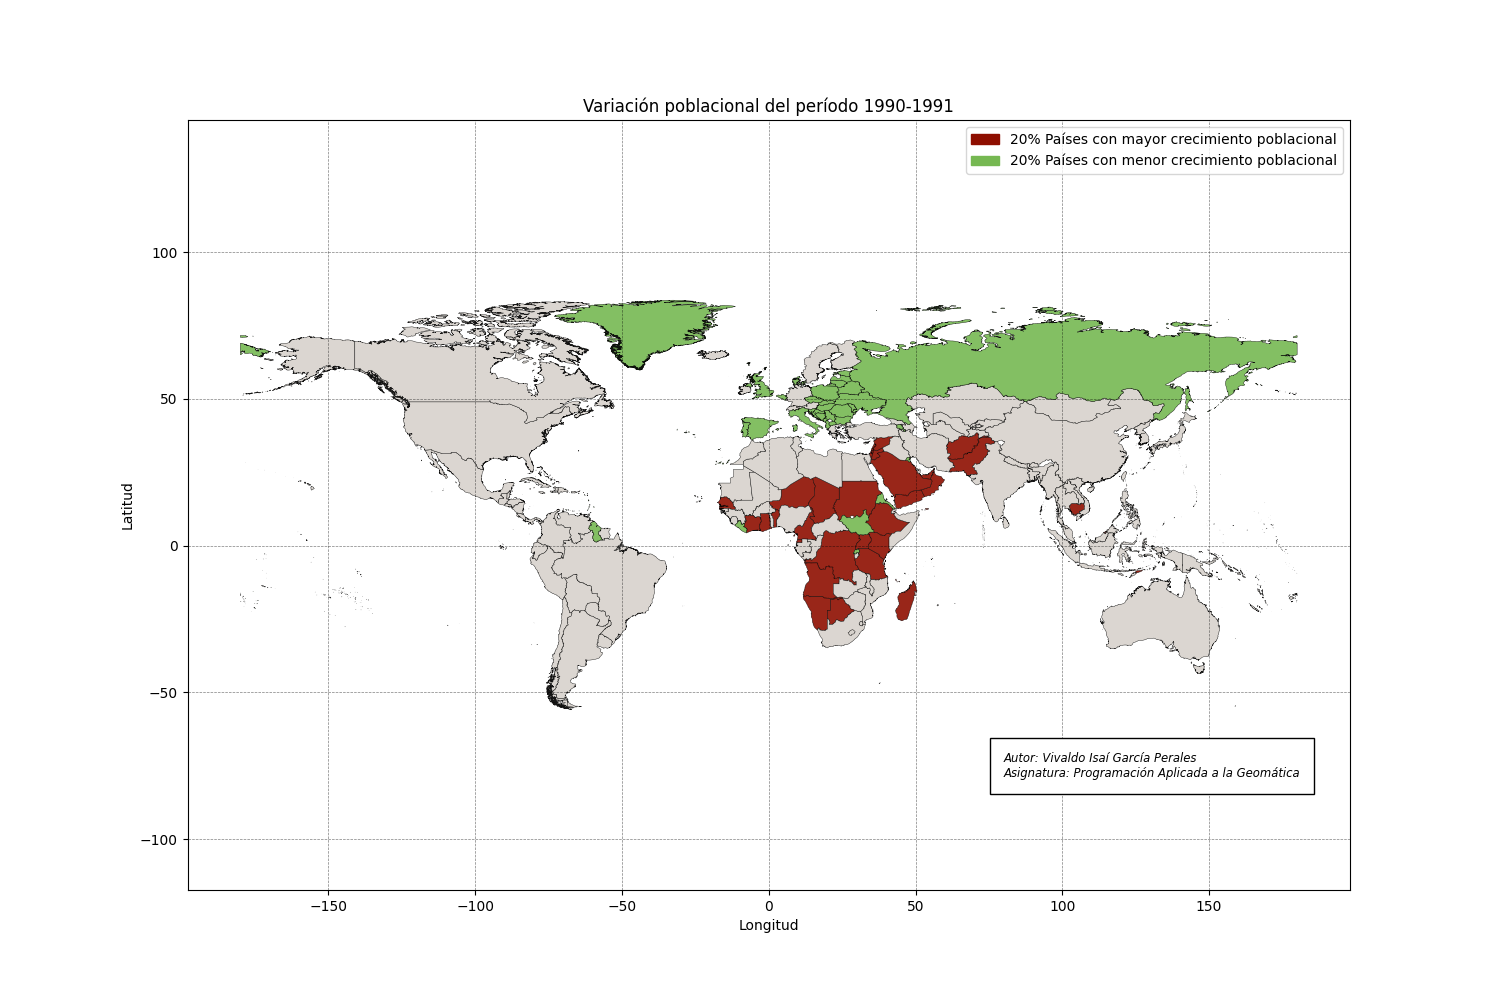 Variación poblacional del período 1990-1991
20% Países con mayor crecimiento poblacional
20% Países con menor crecimiento poblacional
100
50
0
−50
−100
Latitud
Autor: Vivaldo Isaí García Perales
Asignatura: Programación Aplicada a la Geomática
−150
−100
−50
0
50
100
150
Longitud